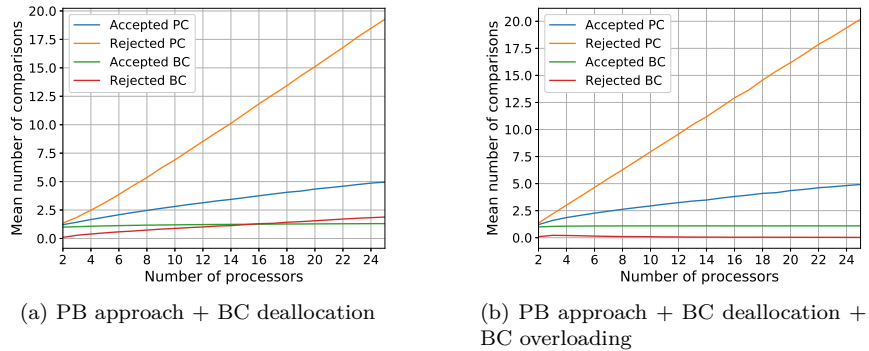 20.0
17.5
15.0
12.5
10.0
7.5
5.0
2.5
0.0
Mean number of comparisons
Accepted PC
Rejected PC
Accepted BC
Rejected BC
2 4 6 8 10 12 14 16 18 20 22 24
Number of processors
(a) PB approach + BC deallocation
20.0
17.5
15.0
12.5
10.0
7.5
5.0
2.5
0.0
Mean number of comparisons
Accepted PC
Rejected PC
Accepted BC
Rejected BC
2 4 6 8 10 12 14 16 18 20 22 24
Number of processors
(b) PB approach + BC deallocation +
BC overloading